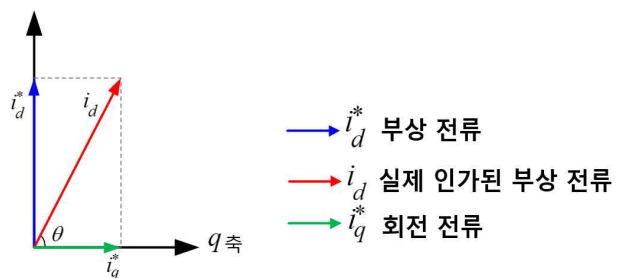 i*d
id
θ
q 축
i*q
i*d 부상 전류
id 실제 인가된 부상 전류
i*q 회전 전류